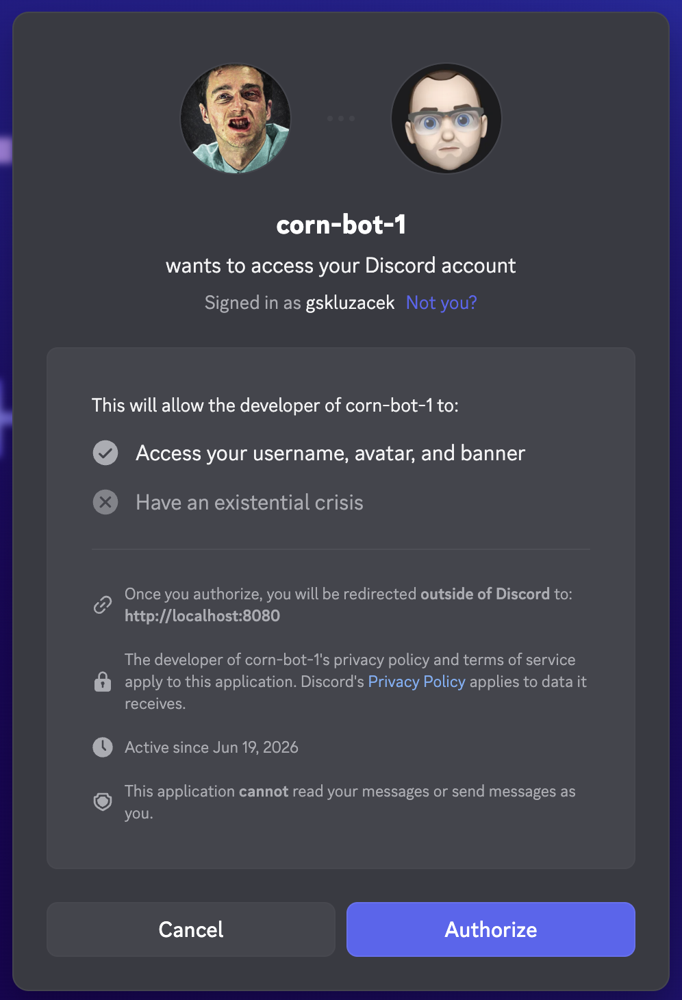 corn-bot-1
wants to access your Discord account
Signed in as gskluzacek Not you?
This will allow the developer of corn-bot-1 to:
Access your username, avatar, and banner
Have an existential crisis
Once you authorize, you will be redirected outside of Discord to:
http://localhost:8080
The developer of corn-bot-1's privacy policy and terms of service
apply to this application. Discord's Privacy Policy applies to data it
receives.
Active since Jun 19, 2026
This application cannot read your messages or send messages as
you.
Cancel
Authorize